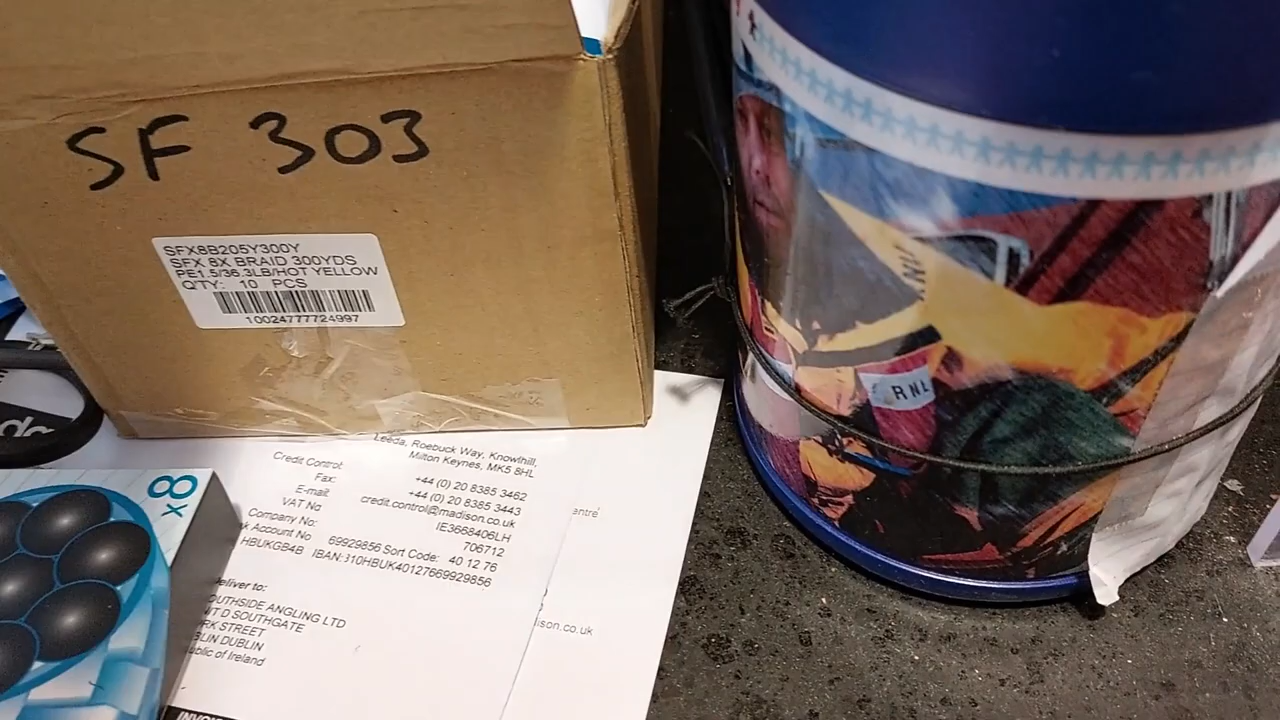 SF 303
SFX8B205Y300Y
SFX 8X BRAID 300YDS
PE1.5/36.3LB/HOT YELLOW
QTY: 10 PCS
10024777724997
RNL
8x
Leeda, Roebuck Way, Knowlhill,
Milton Keynes, MK5 8HL
Credit Control: +44 (0) 20 8385 3462
Fax: +44 (0) 20 8385 3443
E-mail: credit.control@madison.co.uk
VAT No IE3668406LH
Company No: 706712
k Account No 69929856 Sort Code: 40 12 76
HBUKGB4B IBAN: 310HBUK40127669929856
eliver to:
OUTHSIDE ANGLING LTD
NT D SOUTHGATE
RK STREET
BLIN DUBLIN
ublic of Ireland
INVOI
entre'
ison.co.uk